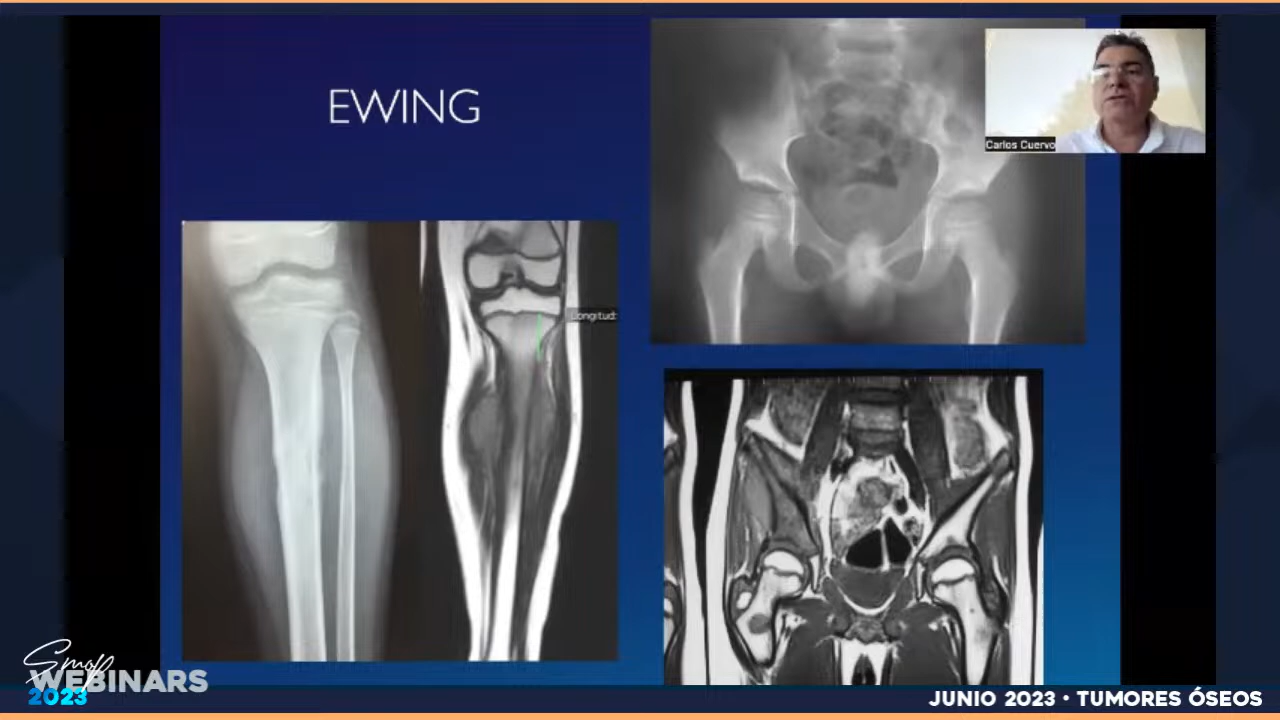 EWING
Carlos Cuervo
Longitud:
WEBINARS
2023
JUNIO 2023 • TUMORES ÓSEOS